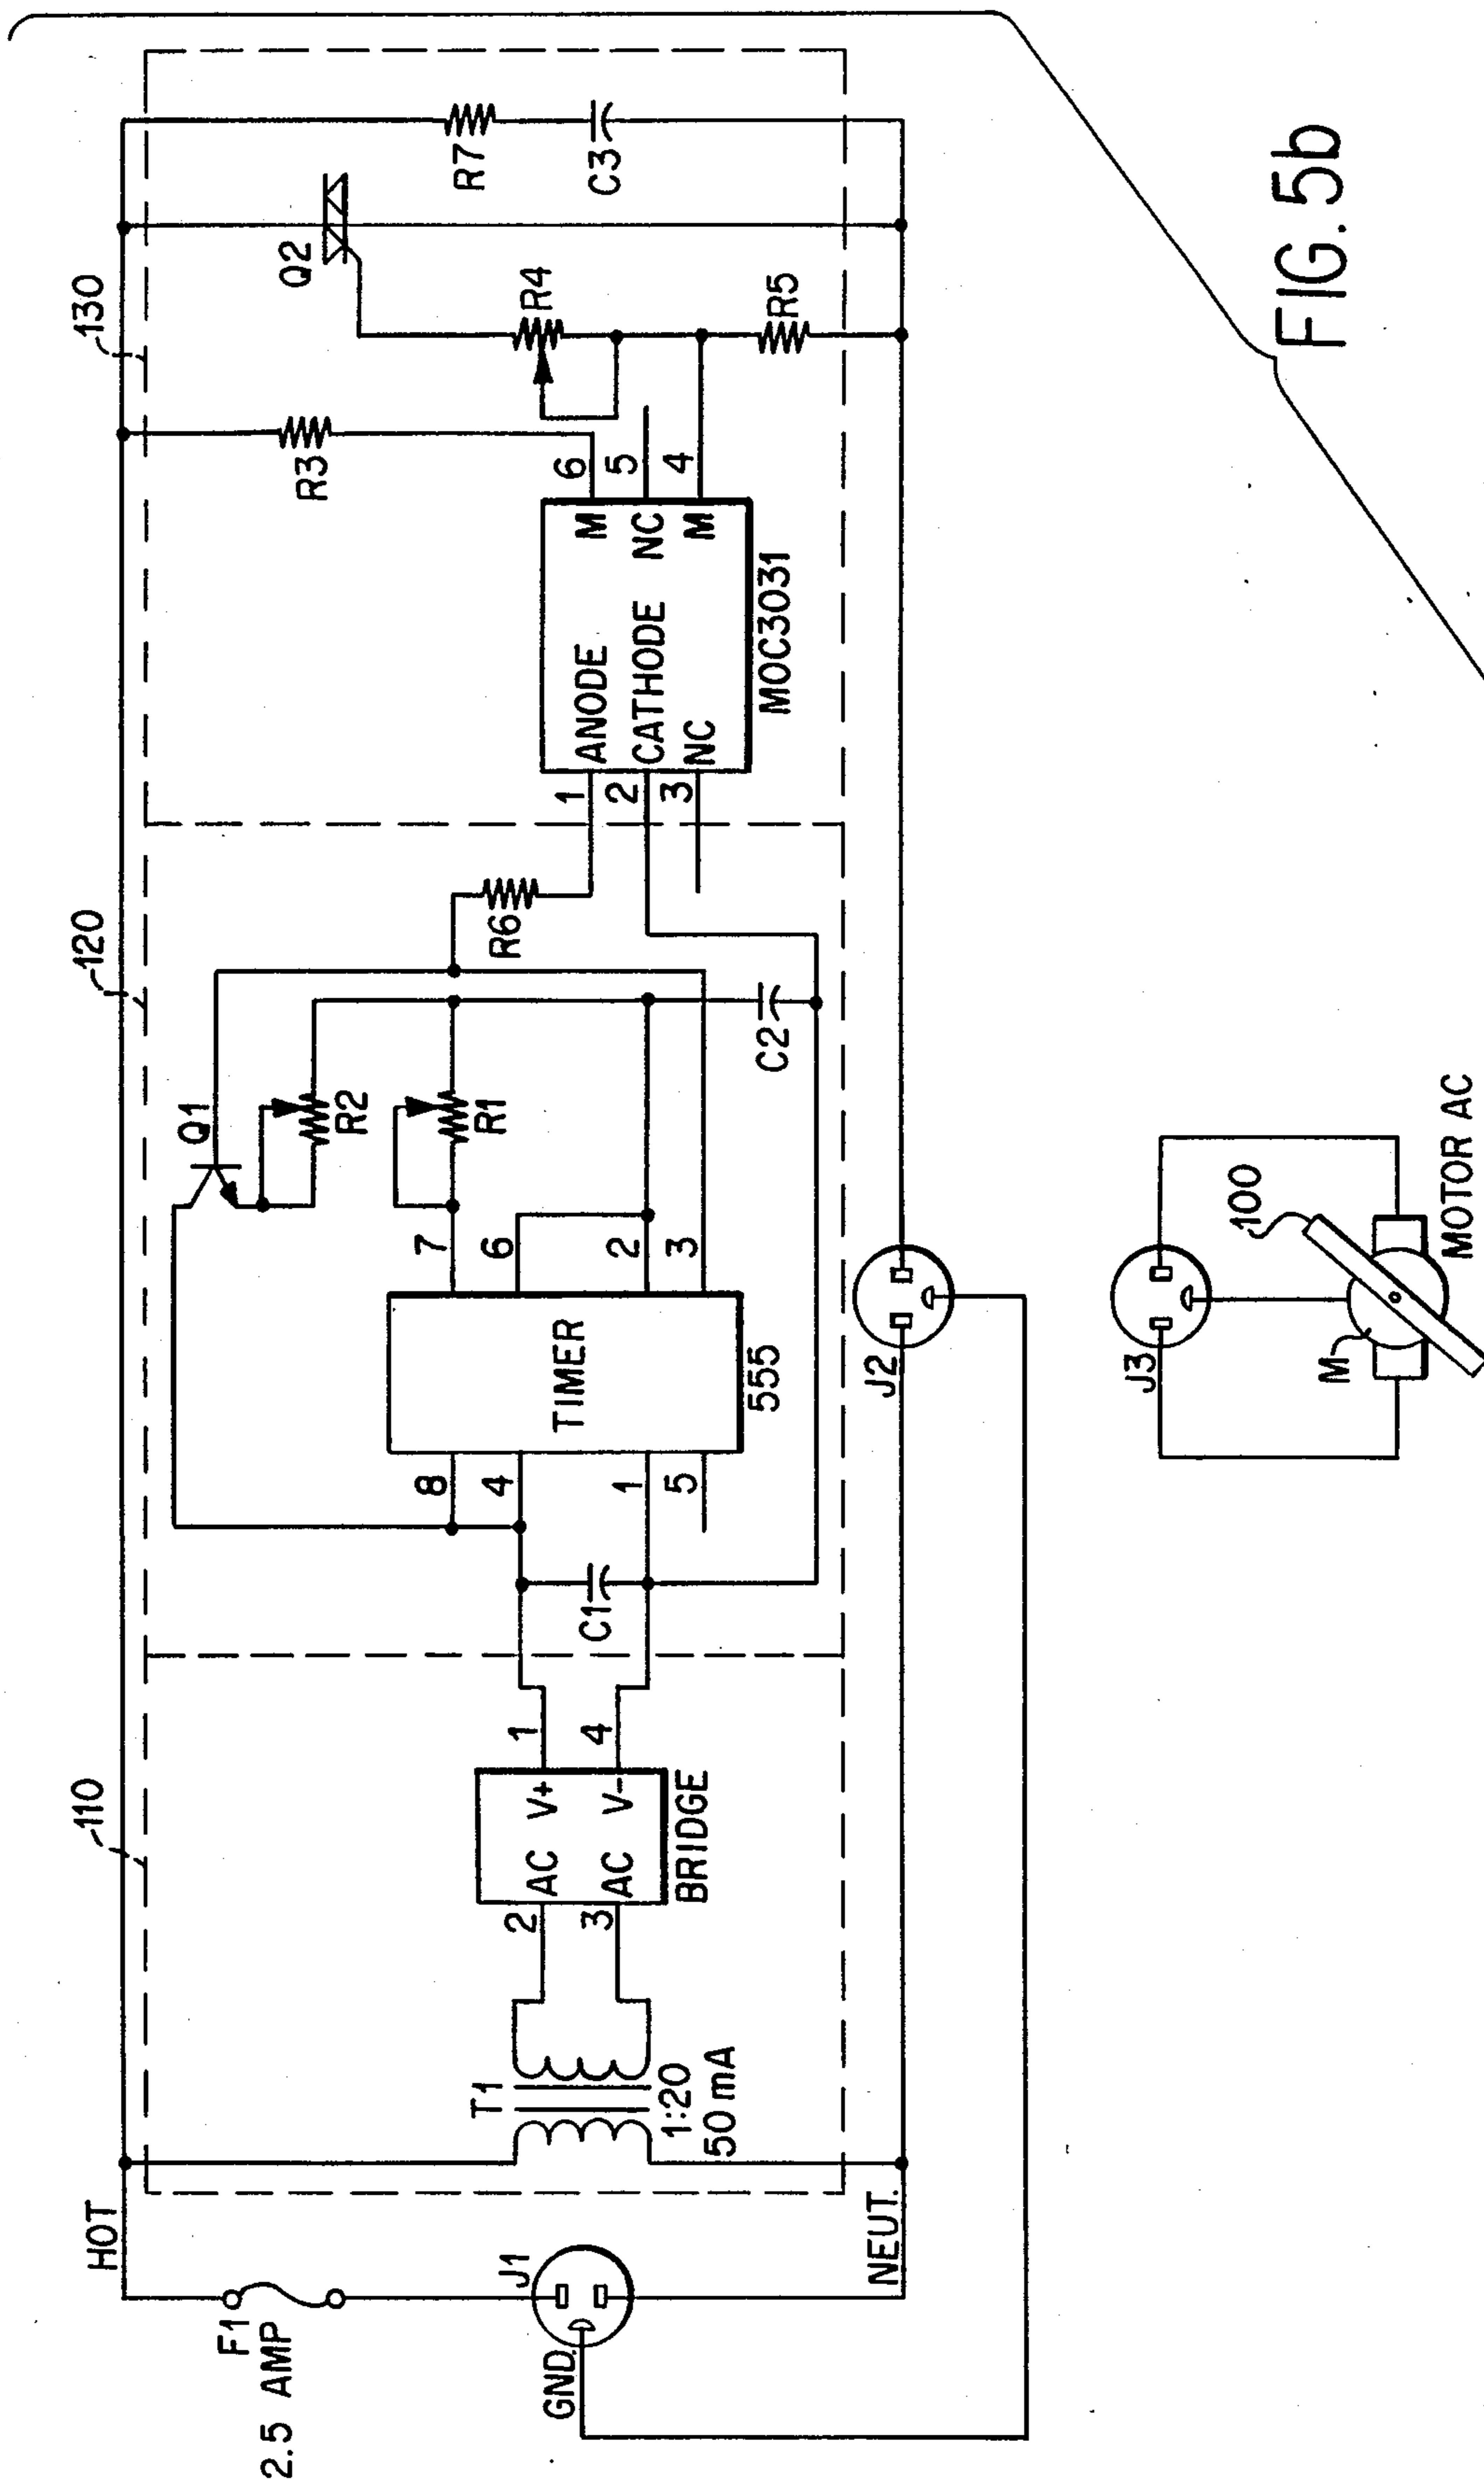 HOT
F1
2.5 AMP
J1
GND.
NEUT.
110
T1
1:20
50 mA
2
3
AC V+
AC V-
BRIDGE
1
4
120
C1
8
4
1
5
TIMER
555
7
6
2
3
Q1
R2
R1
C2
R6
130
1
2
3
ANODE M
CATHODE NC
NC M
MOC3031
6
5
4
R3
Q2
R4
R5
R7
C3
J2
J3
M
100
MOTOR AC
FIG. 5b